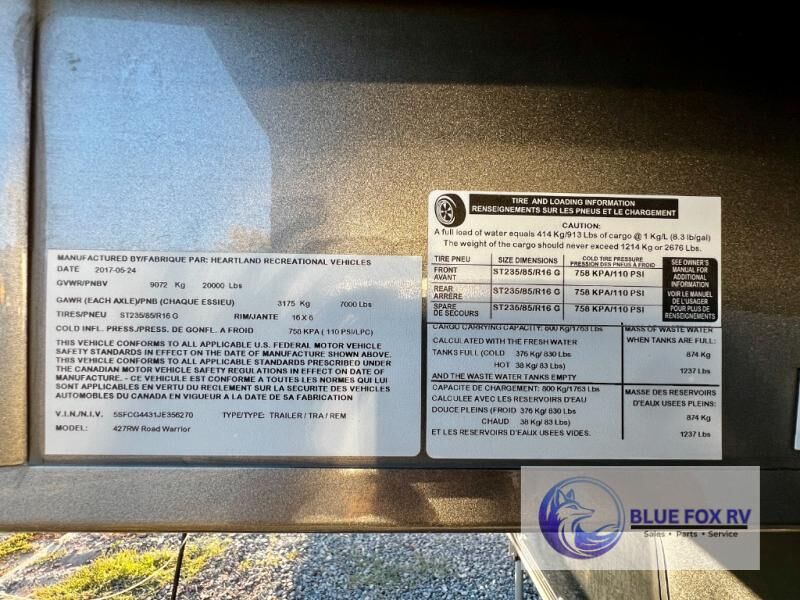 MANUFACTURED BY/FABRIQUE PAR: HEARTLAND RECREATIONAL VEHICLES
DATE 2017-05-24
GVWR/PNBV 9072 Kg 20000 Lbs
GAWR (EACH AXLE)/PNB (CHAQUE ESSIEU) 3175 Kg 7000 Lbs
TIRES/PNEU ST235/85/R16 G RIM/JANTE 16 X 6
COLD INFL. PRESS./PRESS. DE GONFL. A FROID 758 KPA ( 110 PSI/LPC)
THIS VEHICLE CONFORMS TO ALL APPLICABLE U.S. FEDERAL MOTOR VEHICLE
SAFETY STANDARDS IN EFFECT ON THE DATE OF MANUFACTURE SHOWN ABOVE.
THIS VEHICLE CONFORMS TO ALL APPLICABLE STANDARDS PRESCRIBED UNDER
THE CANADIAN MOTOR VEHICLE SAFETY REGULATIONS IN EFFECT ON THE DATE OF
MANUFACTURE. - CE VEHICULE EST CONFORME A TOUTES LES NORMES QUI LUI
SONT APPLICABLES EN VERTU DU REGLEMENT SUR LA SECURITE DES VEHICLES
AUTOMOBILES DU CANADA EN VIGUEUR A LA DATE DE SA FABRICATION
V.I.N./N.I.V. 5SFCG4431JE356270 TYPE/TYPE: TRAILER / TRA / REM
MODEL: 427RW Road Warrior
TIRE AND LOADING INFORMATION
RENSEIGNEMENTS SUR LES PNEUS ET LE CHARGEMENT
CAUTION:
A full load of water equals 414 Kg/913 Lbs of cargo @ 1 Kg/L (8.3 lb/gal)
The weight of the cargo should never exceed 1214 Kg or 2676 Lbs.
TIRE PNEU SIZE DIMENSIONS COLD TIRE PRESSURE
PRESSION DES PNEUS A FROID
FRONT
AVANT ST235/85/R16 G 758 KPA/110 PSI
REAR
ARRÈRE ST235/85/R16 G 758 KPA/110 PSI
SPARE
DE SECOURS ST235/85/R16 G 758 KPA/110 PSI
SEE OWNER'S
MANUAL FOR
ADDITIONAL
INFORMATION
VOIR LE MANUEL
DE L'USAGER
POUR PLUS DE
RENSEIGNEMENTS
CARGO CARRYING CAPACITY: 800 Kg/1763 Lbs
CALCULATED WITH THE FRESH WATER
TANKS FULL (COLD 376 Kg/ 830 Lbs
HOT 38 Kg/ 83 Lbs)
AND THE WASTE WATER TANKS EMPTY
MASS OF WASTE WATER
WHEN TANKS ARE FULL:
874 Kg
1237 Lbs
CAPACITE DE CHARGEMENT: 800 Kg/1763 Lbs
CALCULEE AVEC LES RESERVOIRS D'EAU
DOUCE PLEINS (FROID 376 Kg/ 830 Lbs
CHAUD 38 Kg/ 83 Lbs)
ET LES RESERVOIRS D'EAU USEES VIDES.
MASSE DES RESERVOIRS
D'EAUX USEES PLEINS:
874 Kg
1237 Lbs
BLUE FOX RV
Sales • Parts • Service